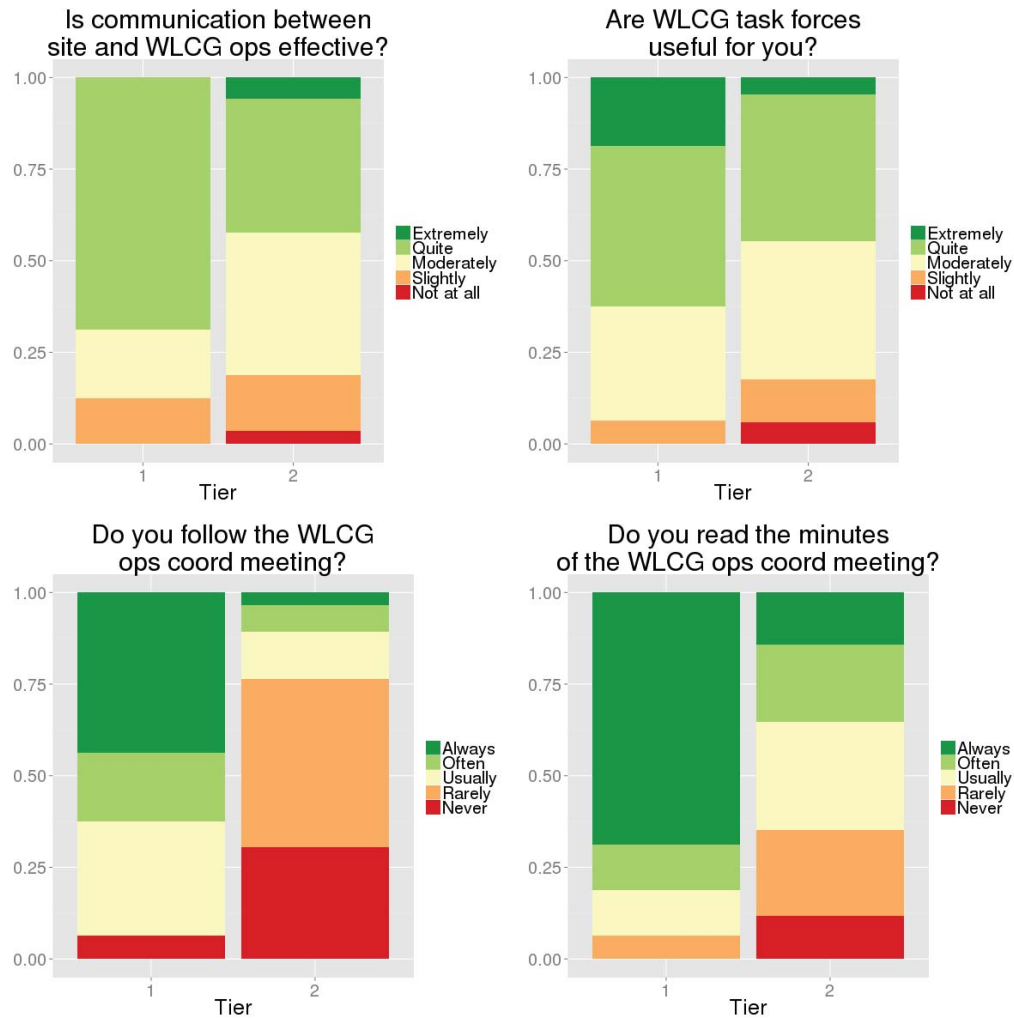 Is communication between
site and WLCG ops effective?
1.00
0.75
0.50
0.25
0.00
1
2
Tier
Extremely
Quite
Moderately
Slightly
Not at all
Are WLCG task forces
useful for you?
1.00
0.75
0.50
0.25
0.00
1
2
Tier
Extremely
Quite
Moderately
Slightly
Not at all
Do you follow the WLCG
ops coord meeting?
1.00
0.75
0.50
0.25
0.00
1
2
Tier
Always
Often
Usually
Rarely
Never
Do you read the minutes
of the WLCG ops coord meeting?
1.00
0.75
0.50
0.25
0.00
1
2
Tier
Always
Often
Usually
Rarely
Never